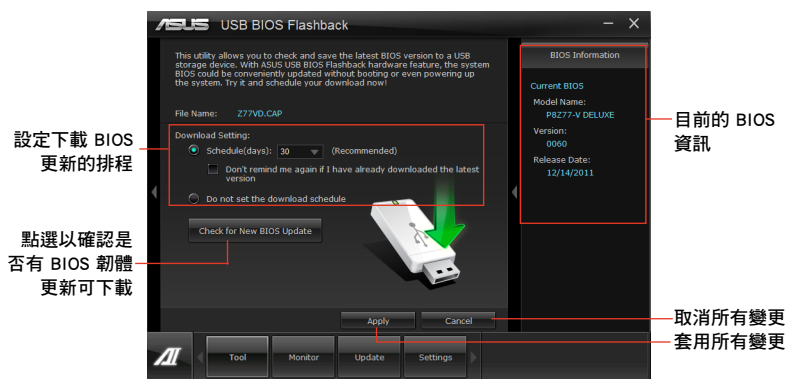 ASUS USB BIOS Flashback
This utility allows you to check and save the latest BIOS version to a USB
storage device. With ASUS USB BIOS Flashback hardware feature, the system
BIOS could be conveniently updated without booting or even powering up
the system. Try it and schedule your download now!
File Name: Z77VD.CAP
Download Setting:
Schedule(days): 30 (Recommended)
Don't remind me again if I have already downloaded the latest
version
Do not set the download schedule
Check for New BIOS Update
Apply Cancel
Tool Monitor Update Settings
BIOS Information
Current BIOS
Model Name:
P8Z77-V DELUXE
Version:
0060
Release Date:
12/14/2011
設定下載 BIOS
更新的排程
點選以確認是
否有 BIOS 韌體
更新可下載
目前的 BIOS
資訊
取消所有變更
套用所有變更